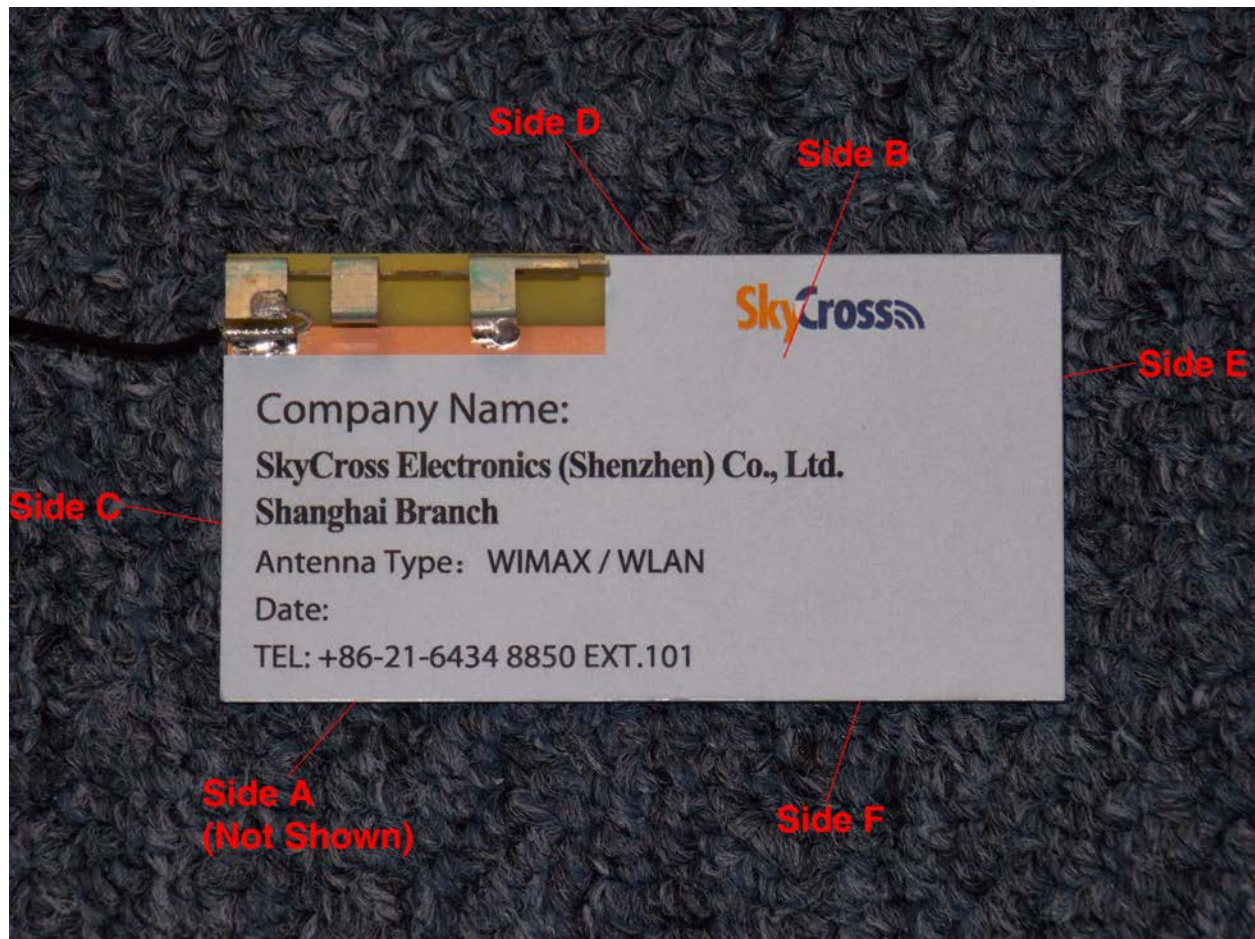 Side D
Side B
SkyCross
Side E
Company Name:
SkyCross Electronics (Shenzhen) Co., Ltd.
Side C
Shanghai Branch
Antenna Type: WIMAX / WLAN
Date:
TEL: +86-21-6434 8850 EXT.101
Side A
(Not Shown)
Side F